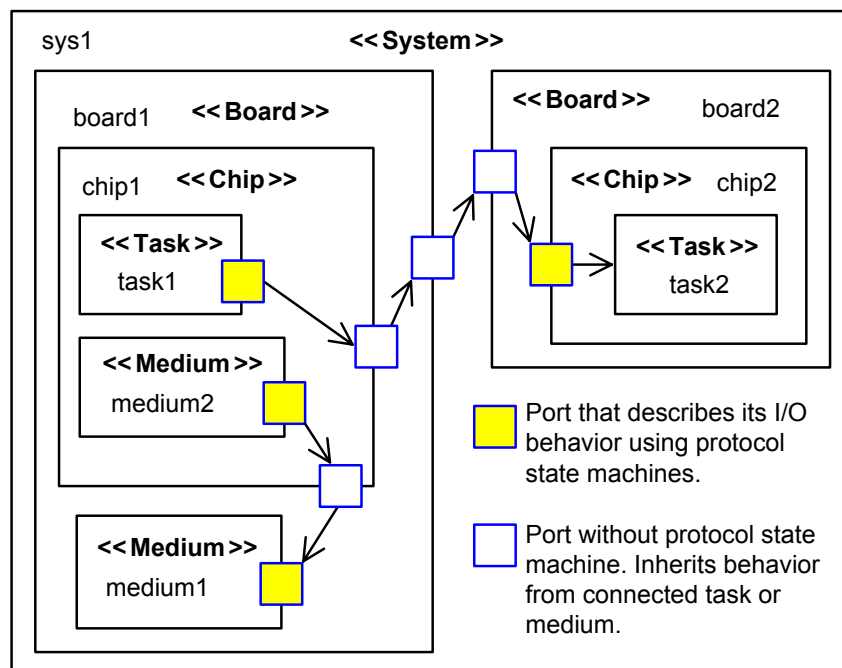 sys1
<<System>>
board1
<<Board>>
<<Board>>
board2
chip1
<<Chip>>
<<Chip>>
chip2
<<Task>>
task1
<<Task>>
task2
<<Medium>>
medium2
<<Medium>>
medium1
Port that describes its I/O
behavior using protocol
state machines.
Port without protocol state
machine. Inherits behavior
from connected task or
medium.